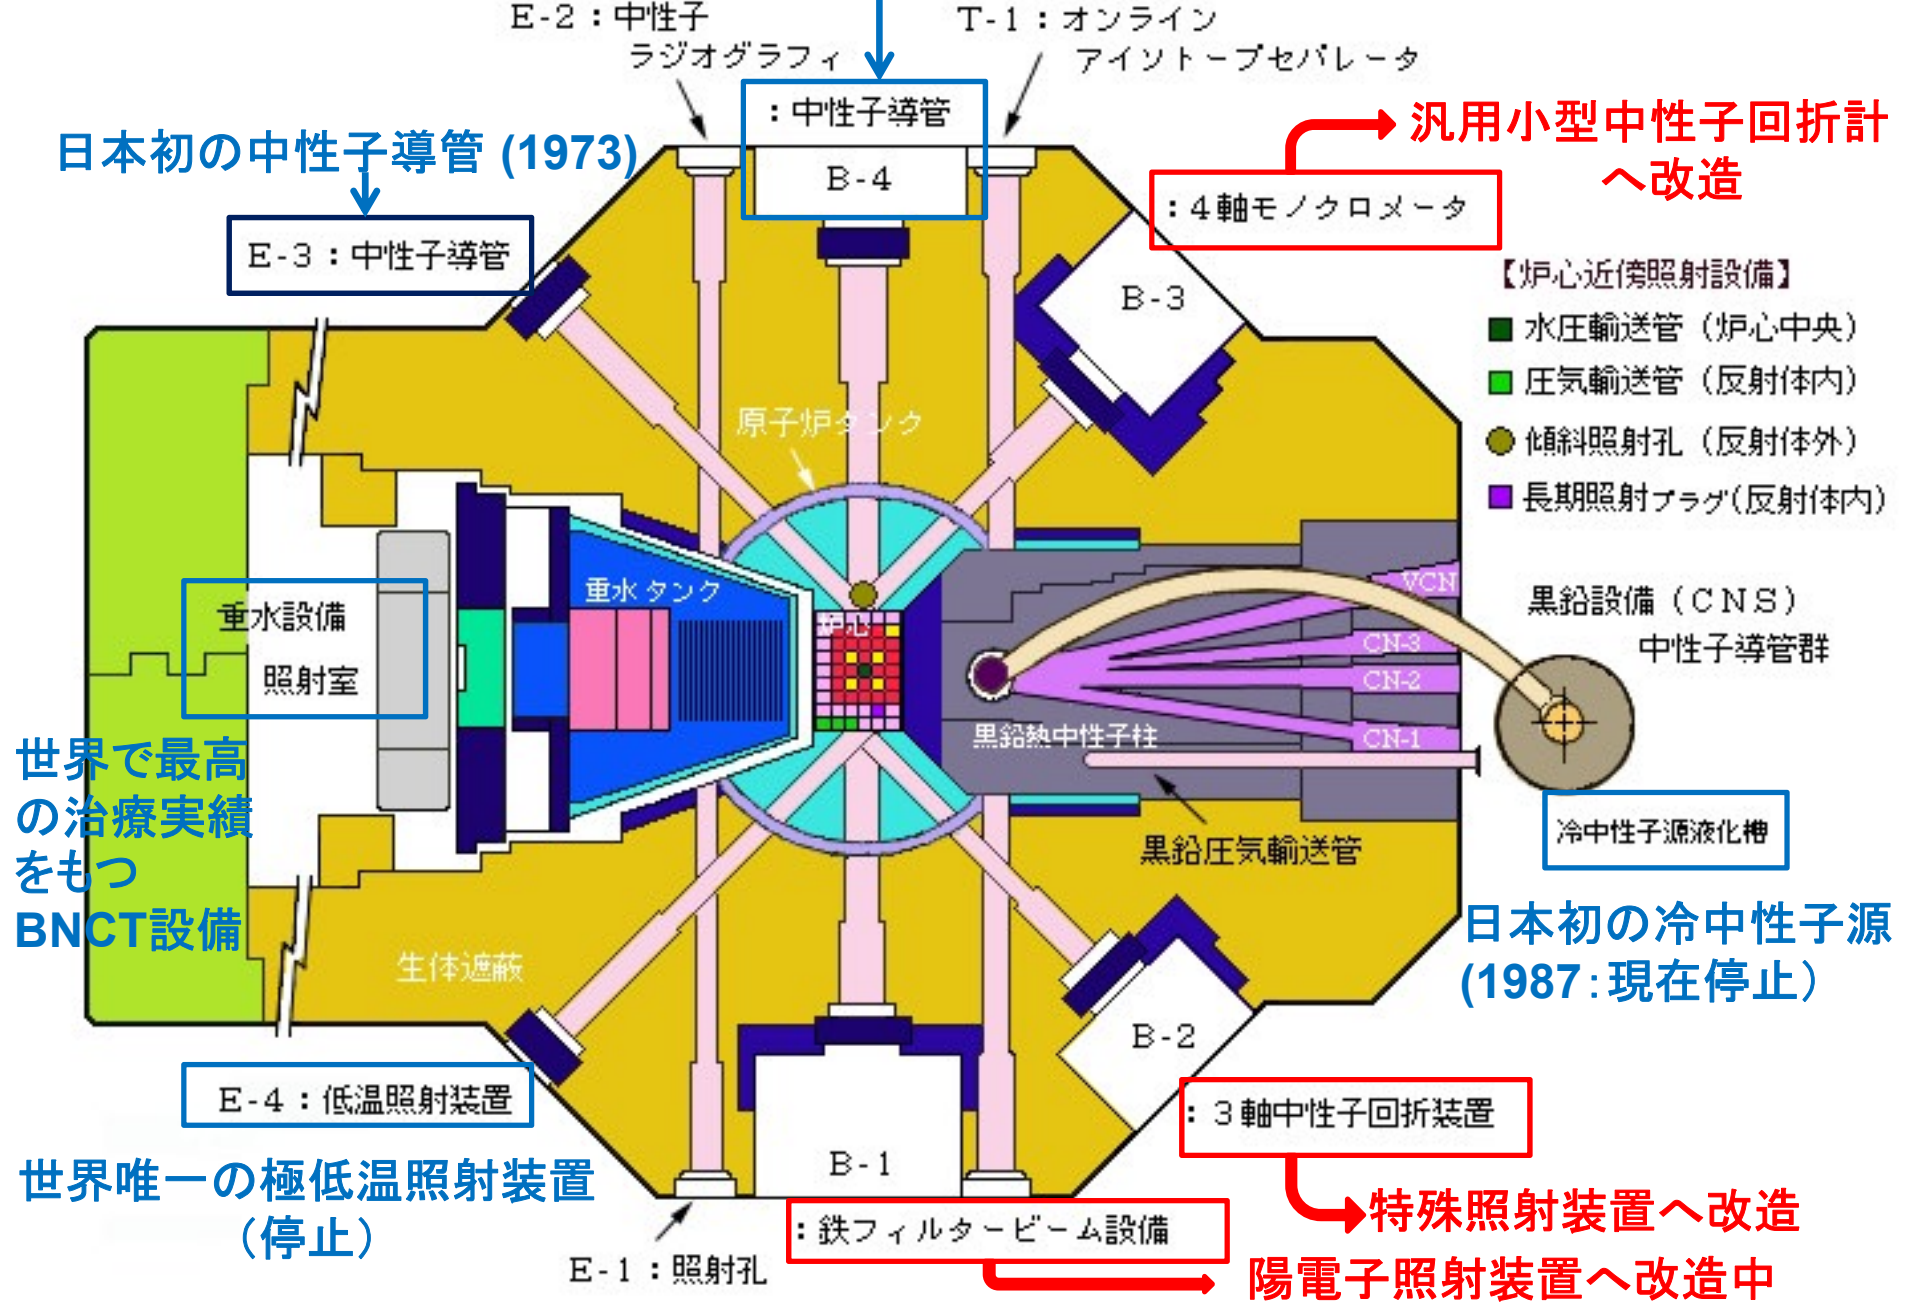 E-2：中性子
ラジオグラフィ
T-1：オンライン
アイソトープセパレータ
：中性子導管
B-4
日本初の中性子導管 (1973)
E-3：中性子導管
汎用小型中性子回折計
へ改造
：4軸モノクロメータ
B-3
【炉心近傍照射設備】
水圧輸送管（炉心中央）
圧気輸送管（反射体内）
傾斜照射孔（反射体外）
長期照射プラグ(反射体内)
原子炉タンク
重水タンク
炉心
重水設備
照射室
VCN
CN-3
CN-2
CN-1
黒鉛設備（CNS）
中性子導管群
黒鉛熱中性子柱
黒鉛圧気輸送管
冷中性子源液化槽
世界で最高
の治療実績
をもつ
BNCT設備
日本初の冷中性子源
(1987：現在停止）
生体遮蔽
B-2
E-4：低温照射装置
世界唯一の極低温照射装置
（停止）
B-1
E-1：照射孔
：3軸中性子回折装置
特殊照射装置へ改造
：鉄フィルタービーム設備
陽電子照射装置へ改造中